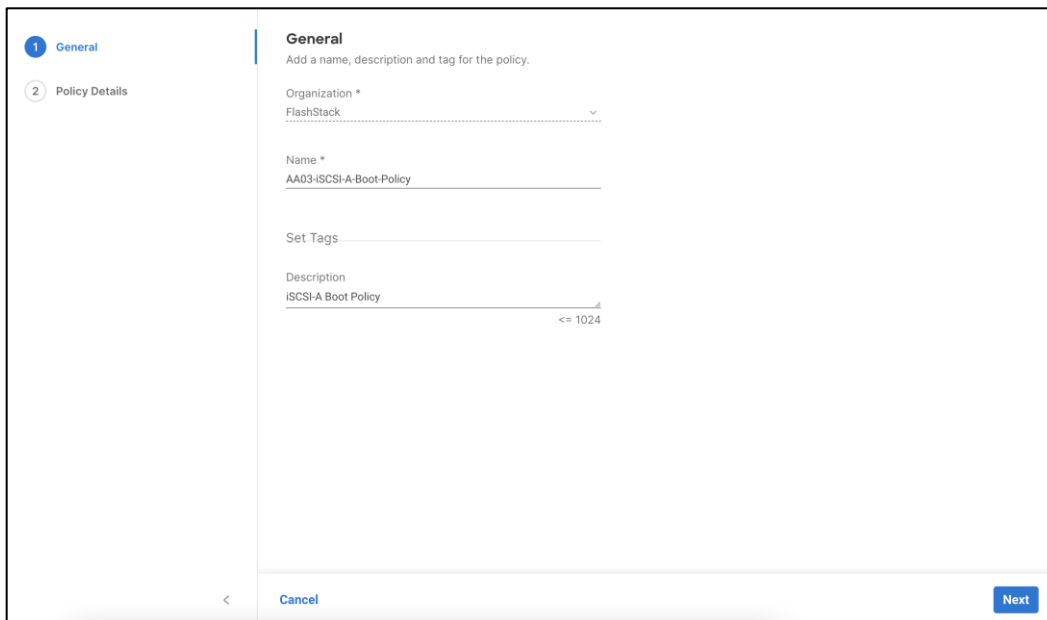 1 General
2 Policy Details
General
Add a name, description and tag for the policy.
Organization *
FlashStack
Name *
AA03-iSCSI-A-Boot-Policy
Set Tags
Description
iSCSI-A Boot Policy
<= 1024
Cancel
Next